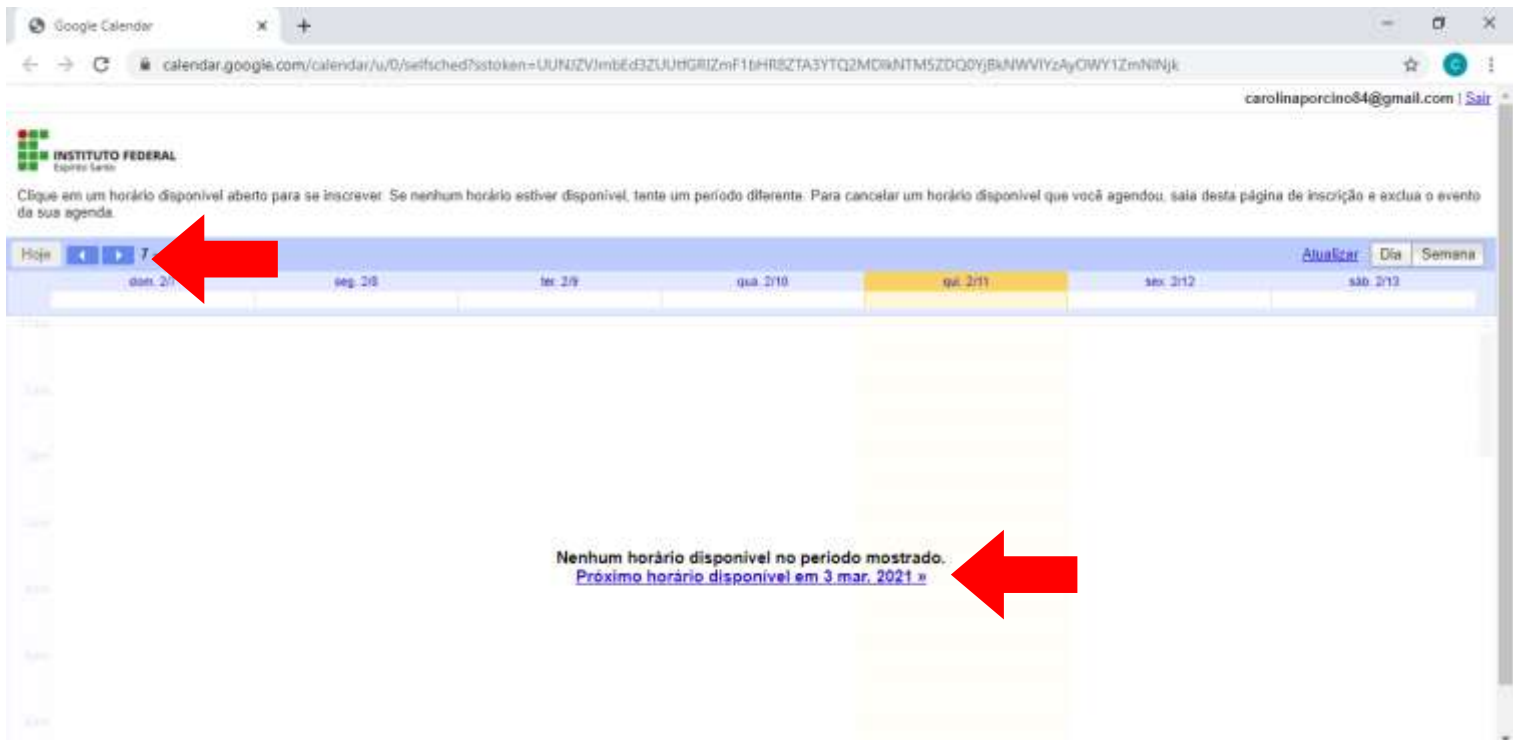 Google Calendar
calendar.google.com/calendar/u/0/selfsched?sstoken=
carolinaporcino84@gmail.com | Sair
INSTITUTO FEDERAL
Espírito Santo
Clique em um horário disponível aberto para se inscrever. Se nenhum horário estiver disponível, tente um período diferente. Para cancelar um horário disponível que você agendou, saia desta página de inscrição e exclua o evento
da sua agenda.
Hoje 7 Atualizar Dia Semana
dom. 2/7 seg. 2/8 ter. 2/9 qua. 2/10 qui. 2/11 sex. 2/12 sáb. 2/13
Nenhum horário disponível no período mostrado.
Próximo horário disponível em 3 mar. 2021 »
C